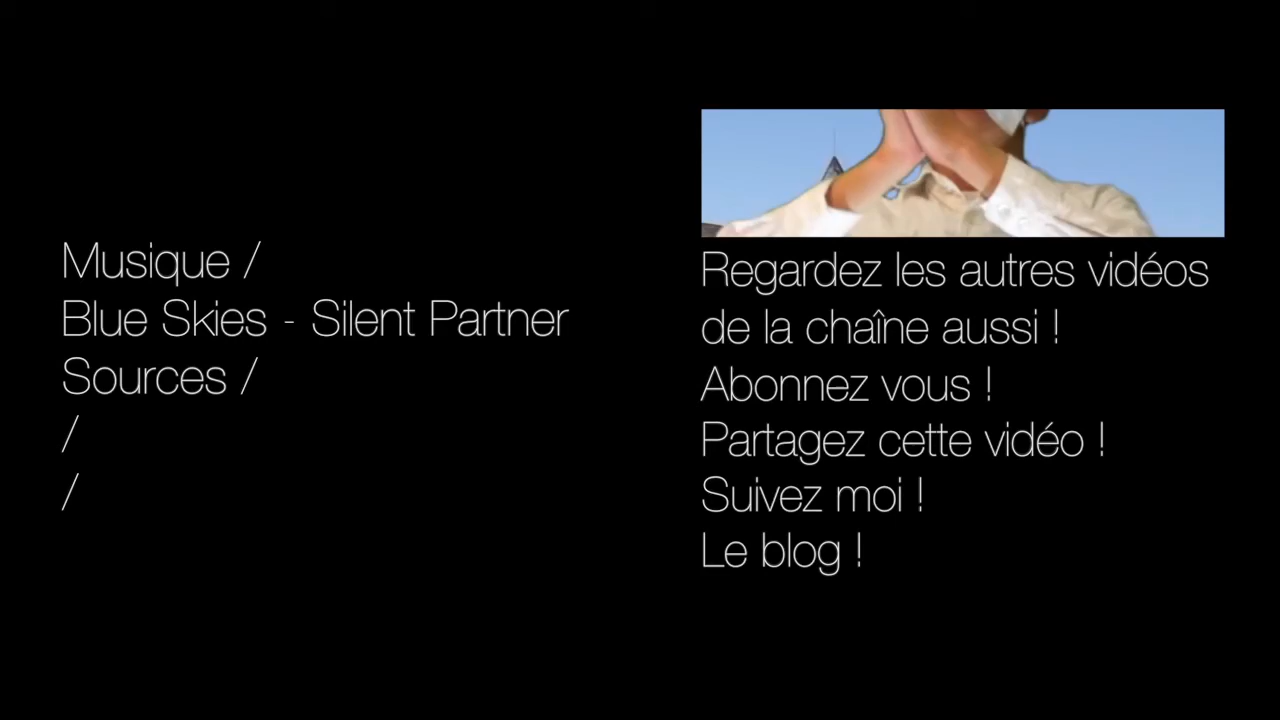 Musique /
Blue Skies - Silent Partner
Sources /
/
/
Regardez les autres vidéos
de la chaîne aussi !
Abonnez vous !
Partagez cette vidéo !
Suivez moi !
Le blog !